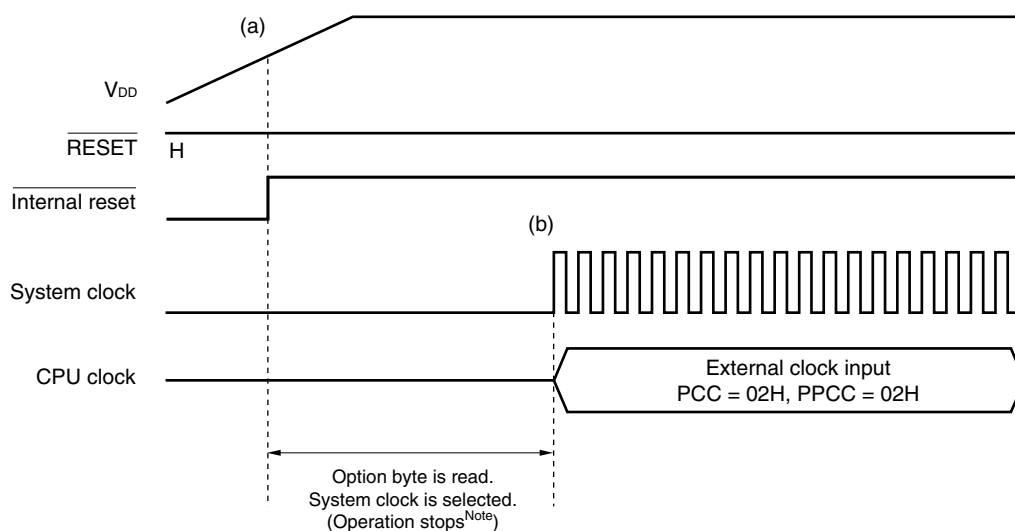 (a)
VDD
RESET
H
Internal reset
(b)
System clock
CPU clock
External clock input
PCC = 02H, PPCC = 02H
Option byte is read.
System clock is selected.
(Operation stopsNote)